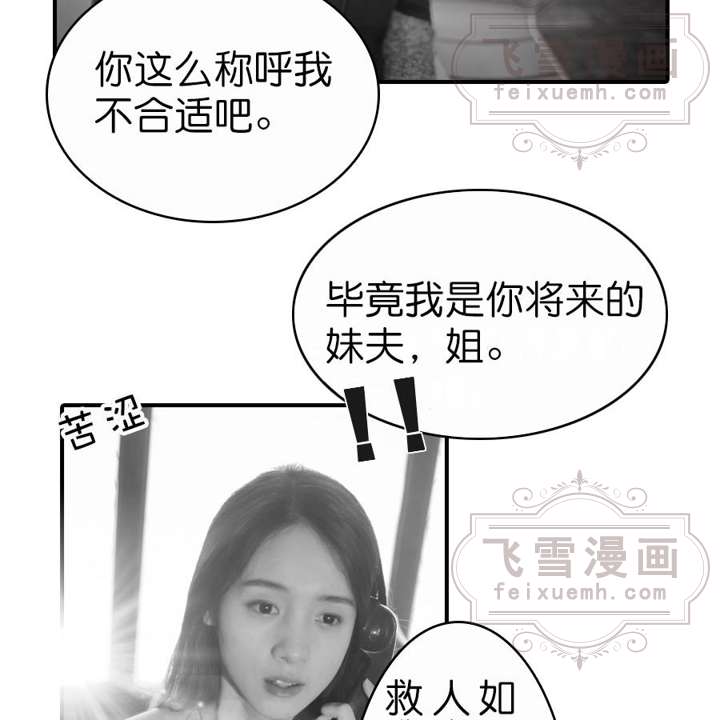 飞雪漫画
feixuemh.com
你这么称呼我
不合适吧。
毕竟我是你将来的
妹夫，姐。
苦涩
!!
飞雪漫画
feixuemh.com
救人如